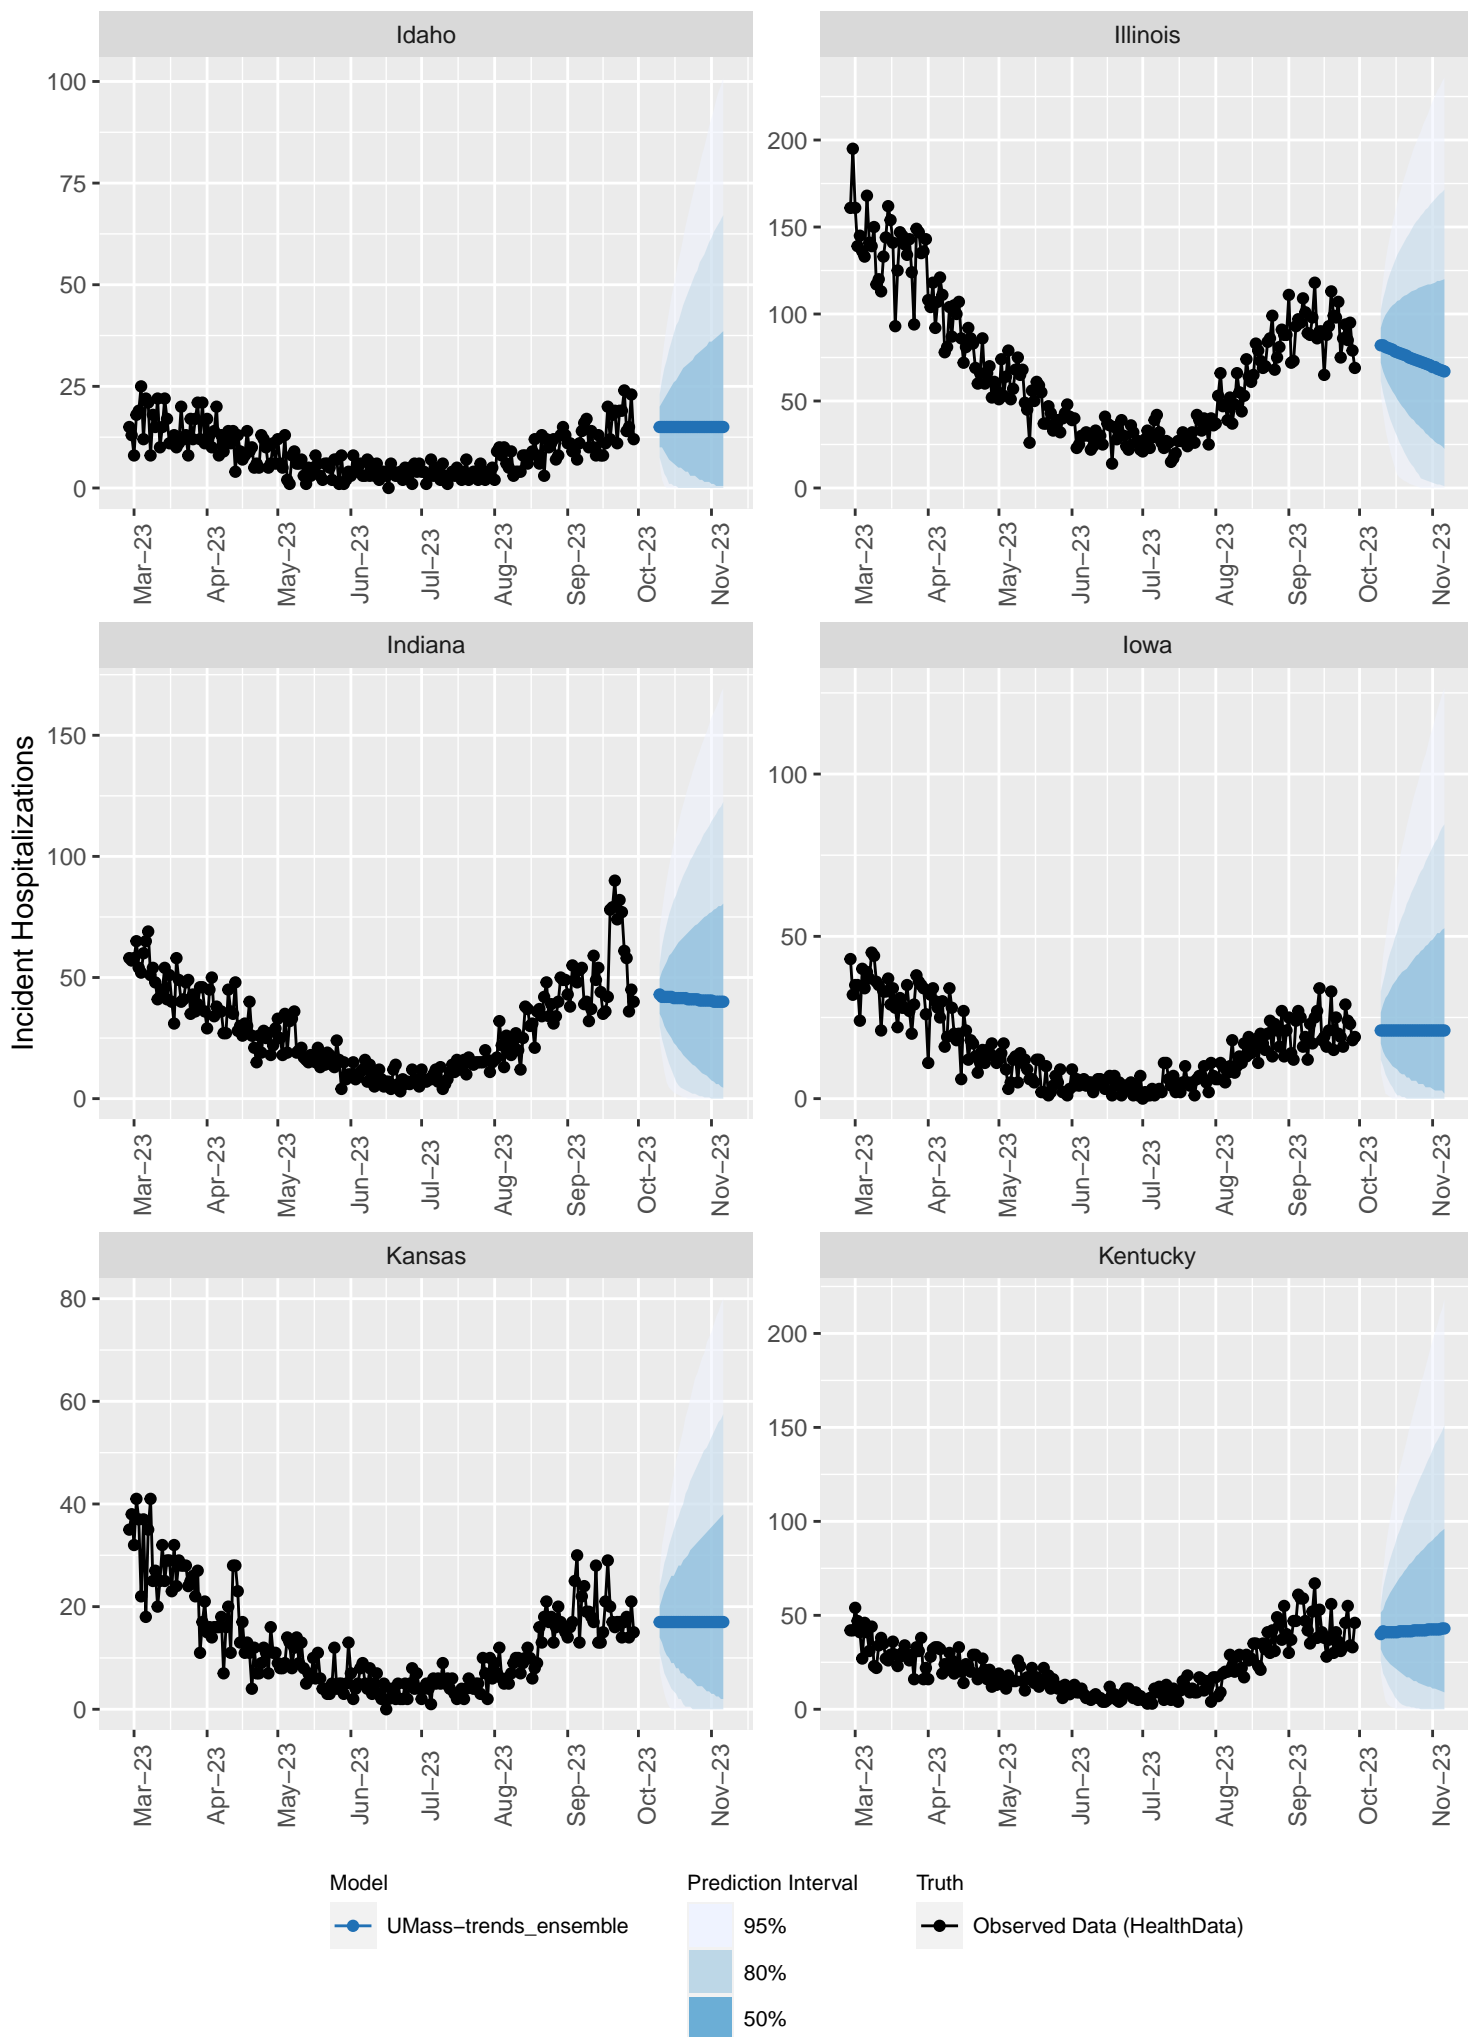 Idaho
Illinois
100
75
50
25
0
200
150
100
50
0
Mar−23
Apr−23
May−23
Jun−23
Jul−23
Aug−23
Sep−23
Oct−23
Nov−23
Mar−23
Apr−23
May−23
Jun−23
Jul−23
Aug−23
Sep−23
Oct−23
Nov−23
Indiana
Iowa
Incident Hospitalizations
150
100
50
0
100
50
0
Mar−23
Apr−23
May−23
Jun−23
Jul−23
Aug−23
Sep−23
Oct−23
Nov−23
Mar−23
Apr−23
May−23
Jun−23
Jul−23
Aug−23
Sep−23
Oct−23
Nov−23
Kansas
Kentucky
80
60
40
20
0
200
150
100
50
0
Mar−23
Apr−23
May−23
Jun−23
Jul−23
Aug−23
Sep−23
Oct−23
Nov−23
Mar−23
Apr−23
May−23
Jun−23
Jul−23
Aug−23
Sep−23
Oct−23
Nov−23
Model
UMass−trends_ensemble
Prediction Interval
95%
80%
50%
Truth
Observed Data (HealthData)